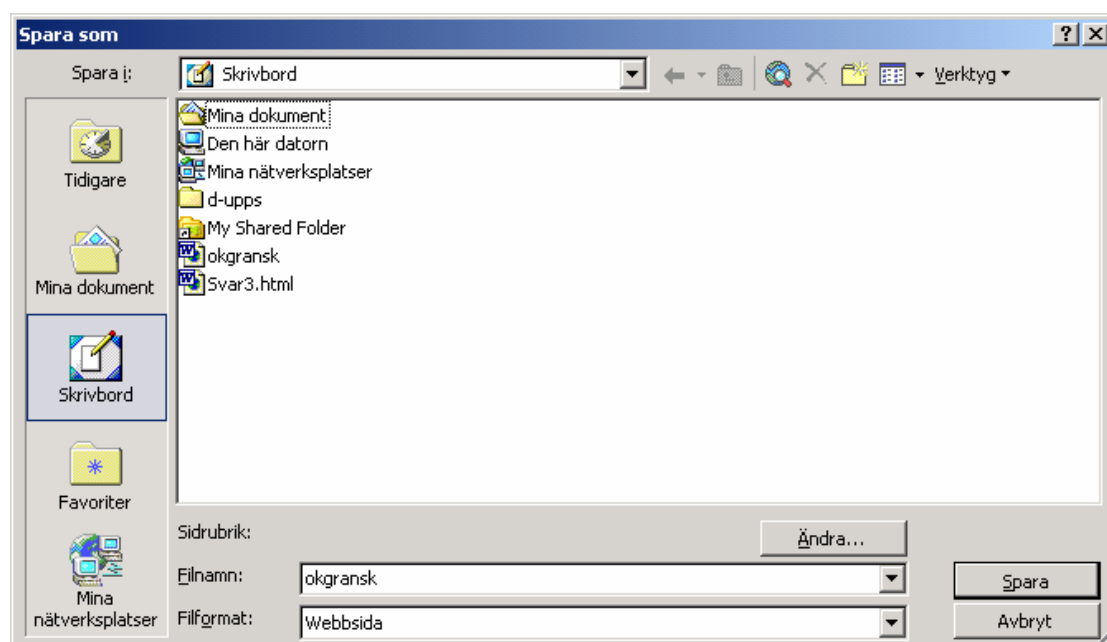 Spara som
Spara i:
Skrivbord
Verktyg
Tidigare
Mina dokument
Skrivbord
Favoriter
Mina
nätverksplatser
Mina dokument
Den här datorn
Mina nätverksplatser
d-upps
My Shared Folder
okgransk
Svar3.html
Sidrubrik:
Ändra...
Filnamn:
okgransk
Spara
Filformat:
Webbsida
Avbryt